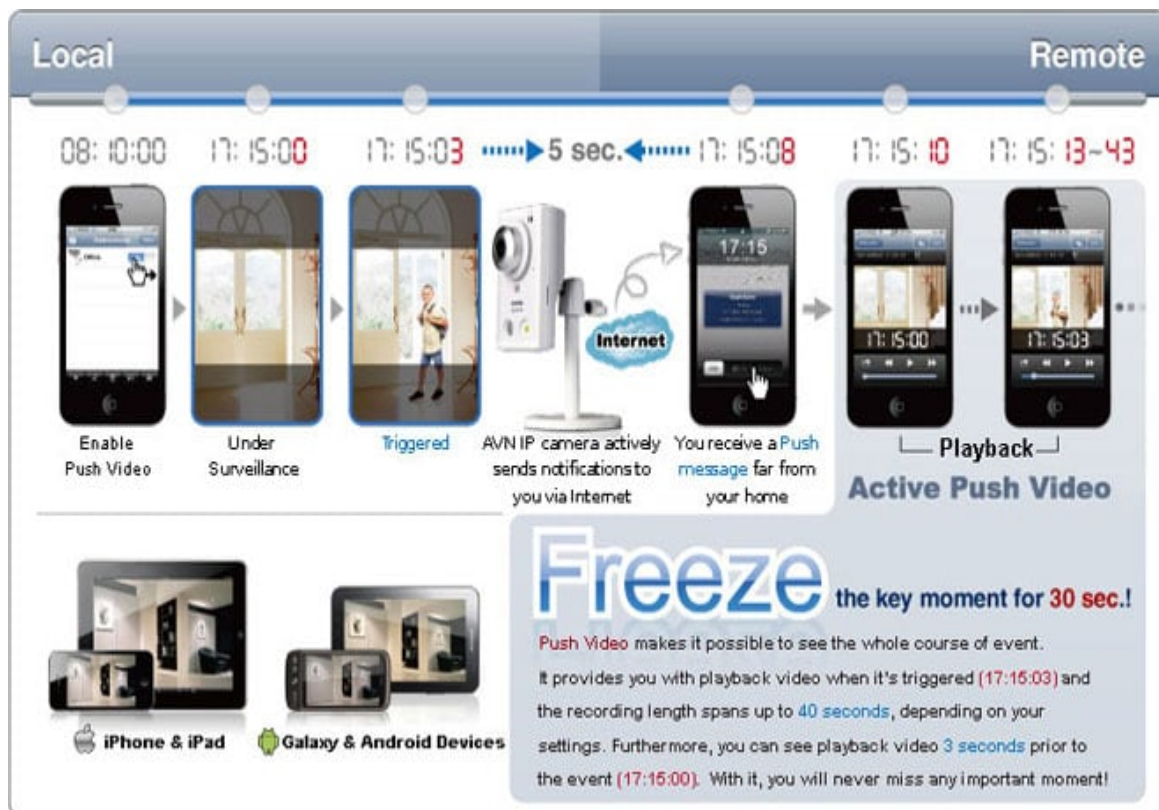 Local
Remote
08:10:00
17:15:00
17:15:03
5 sec.
17:15:08
17:15:10
17:15:13~43
17:15
17:15:00
17:15:03
Internet
Enable
Push Video
Under
Surveillance
Triggered
AVN IP camera actively
sends notifications to
you via Internet
You receive a Push
message far from
your home
Playback
Active Push Video
Freeze the key moment for 30 sec.!
Push Video makes it possible to see the whole course of event.
It provides you with playback video when it's triggered (17:15:03) and
the recording length spans up to 40 seconds, depending on your
settings. Furthermore, you can see playback video 3 seconds prior to
the event (17:15:00). With it, you will never miss any important moment!
iPhone & iPad
Galaxy & Android Devices